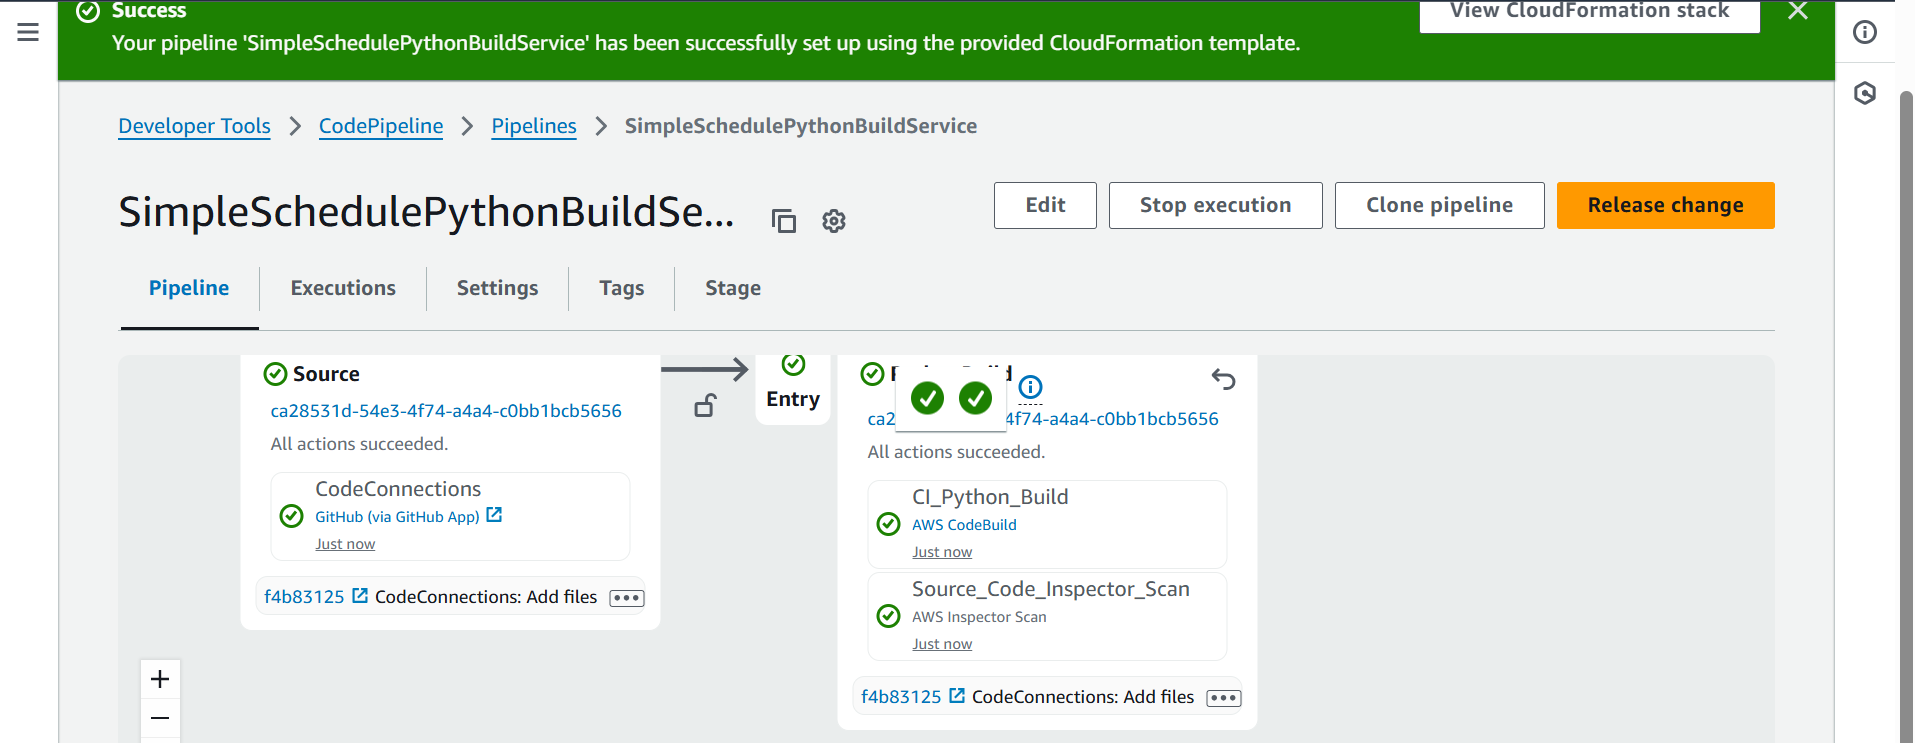 Success
View CloudFormation stack
Your pipeline 'SimpleSchedulePythonBuildService' has been successfully set up using the provided CloudFormation template.
Developer Tools > CodePipeline > Pipelines > SimpleSchedulePythonBuildService
SimpleSchedulePythonBuildSe...
Edit
Stop execution
Clone pipeline
Release change
Pipeline
Executions
Settings
Tags
Stage
Source
ca28531d-54e3-4f74-a4a4-c0bb1bcb5656
All actions succeeded.
CodeConnections
GitHub (via GitHub App)
Just now
f4b83125 CodeConnections: Add files
Entry
ca2 4f74-a4a4-c0bb1bcb5656
All actions succeeded.
CI_Python_Build
AWS CodeBuild
Just now
Source_Code_Inspector_Scan
AWS Inspector Scan
Just now
f4b83125 CodeConnections: Add files